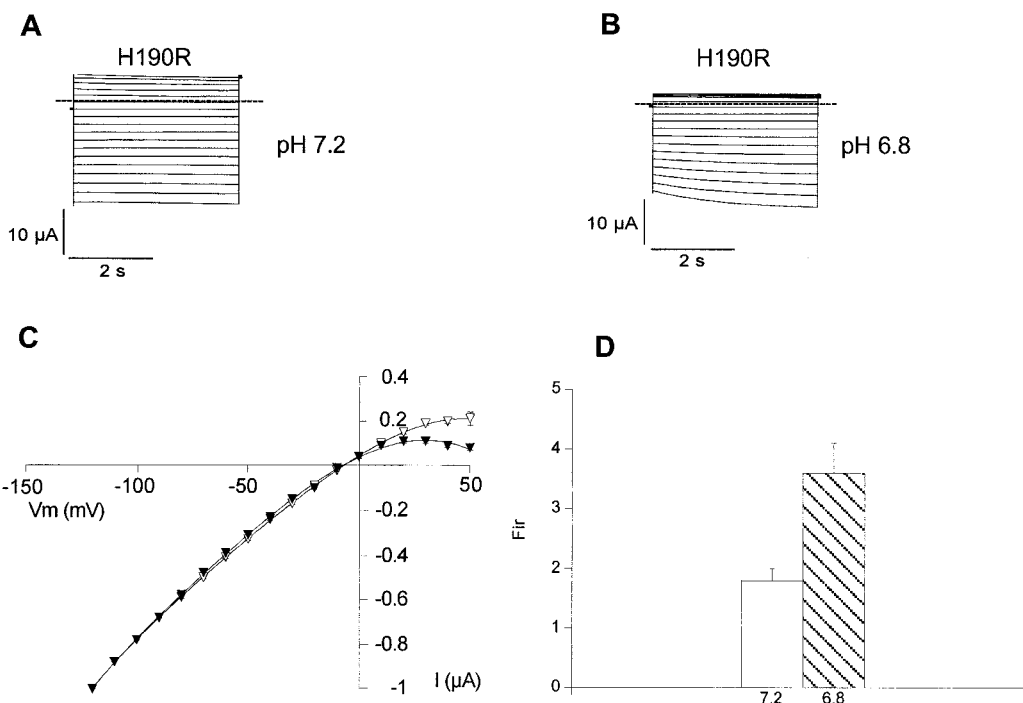 A
H190R
pH 7.2
10 µA
2 s
B
H190R
pH 6.8
10 µA
2 s
C
0.4
0.2
-150
-100
-50
50
Vm (mV)
-0.2
-0.4
-0.6
-0.8
-1
I (µA)
D
5
4
3
2
1
0
Fir
7.2
6.8